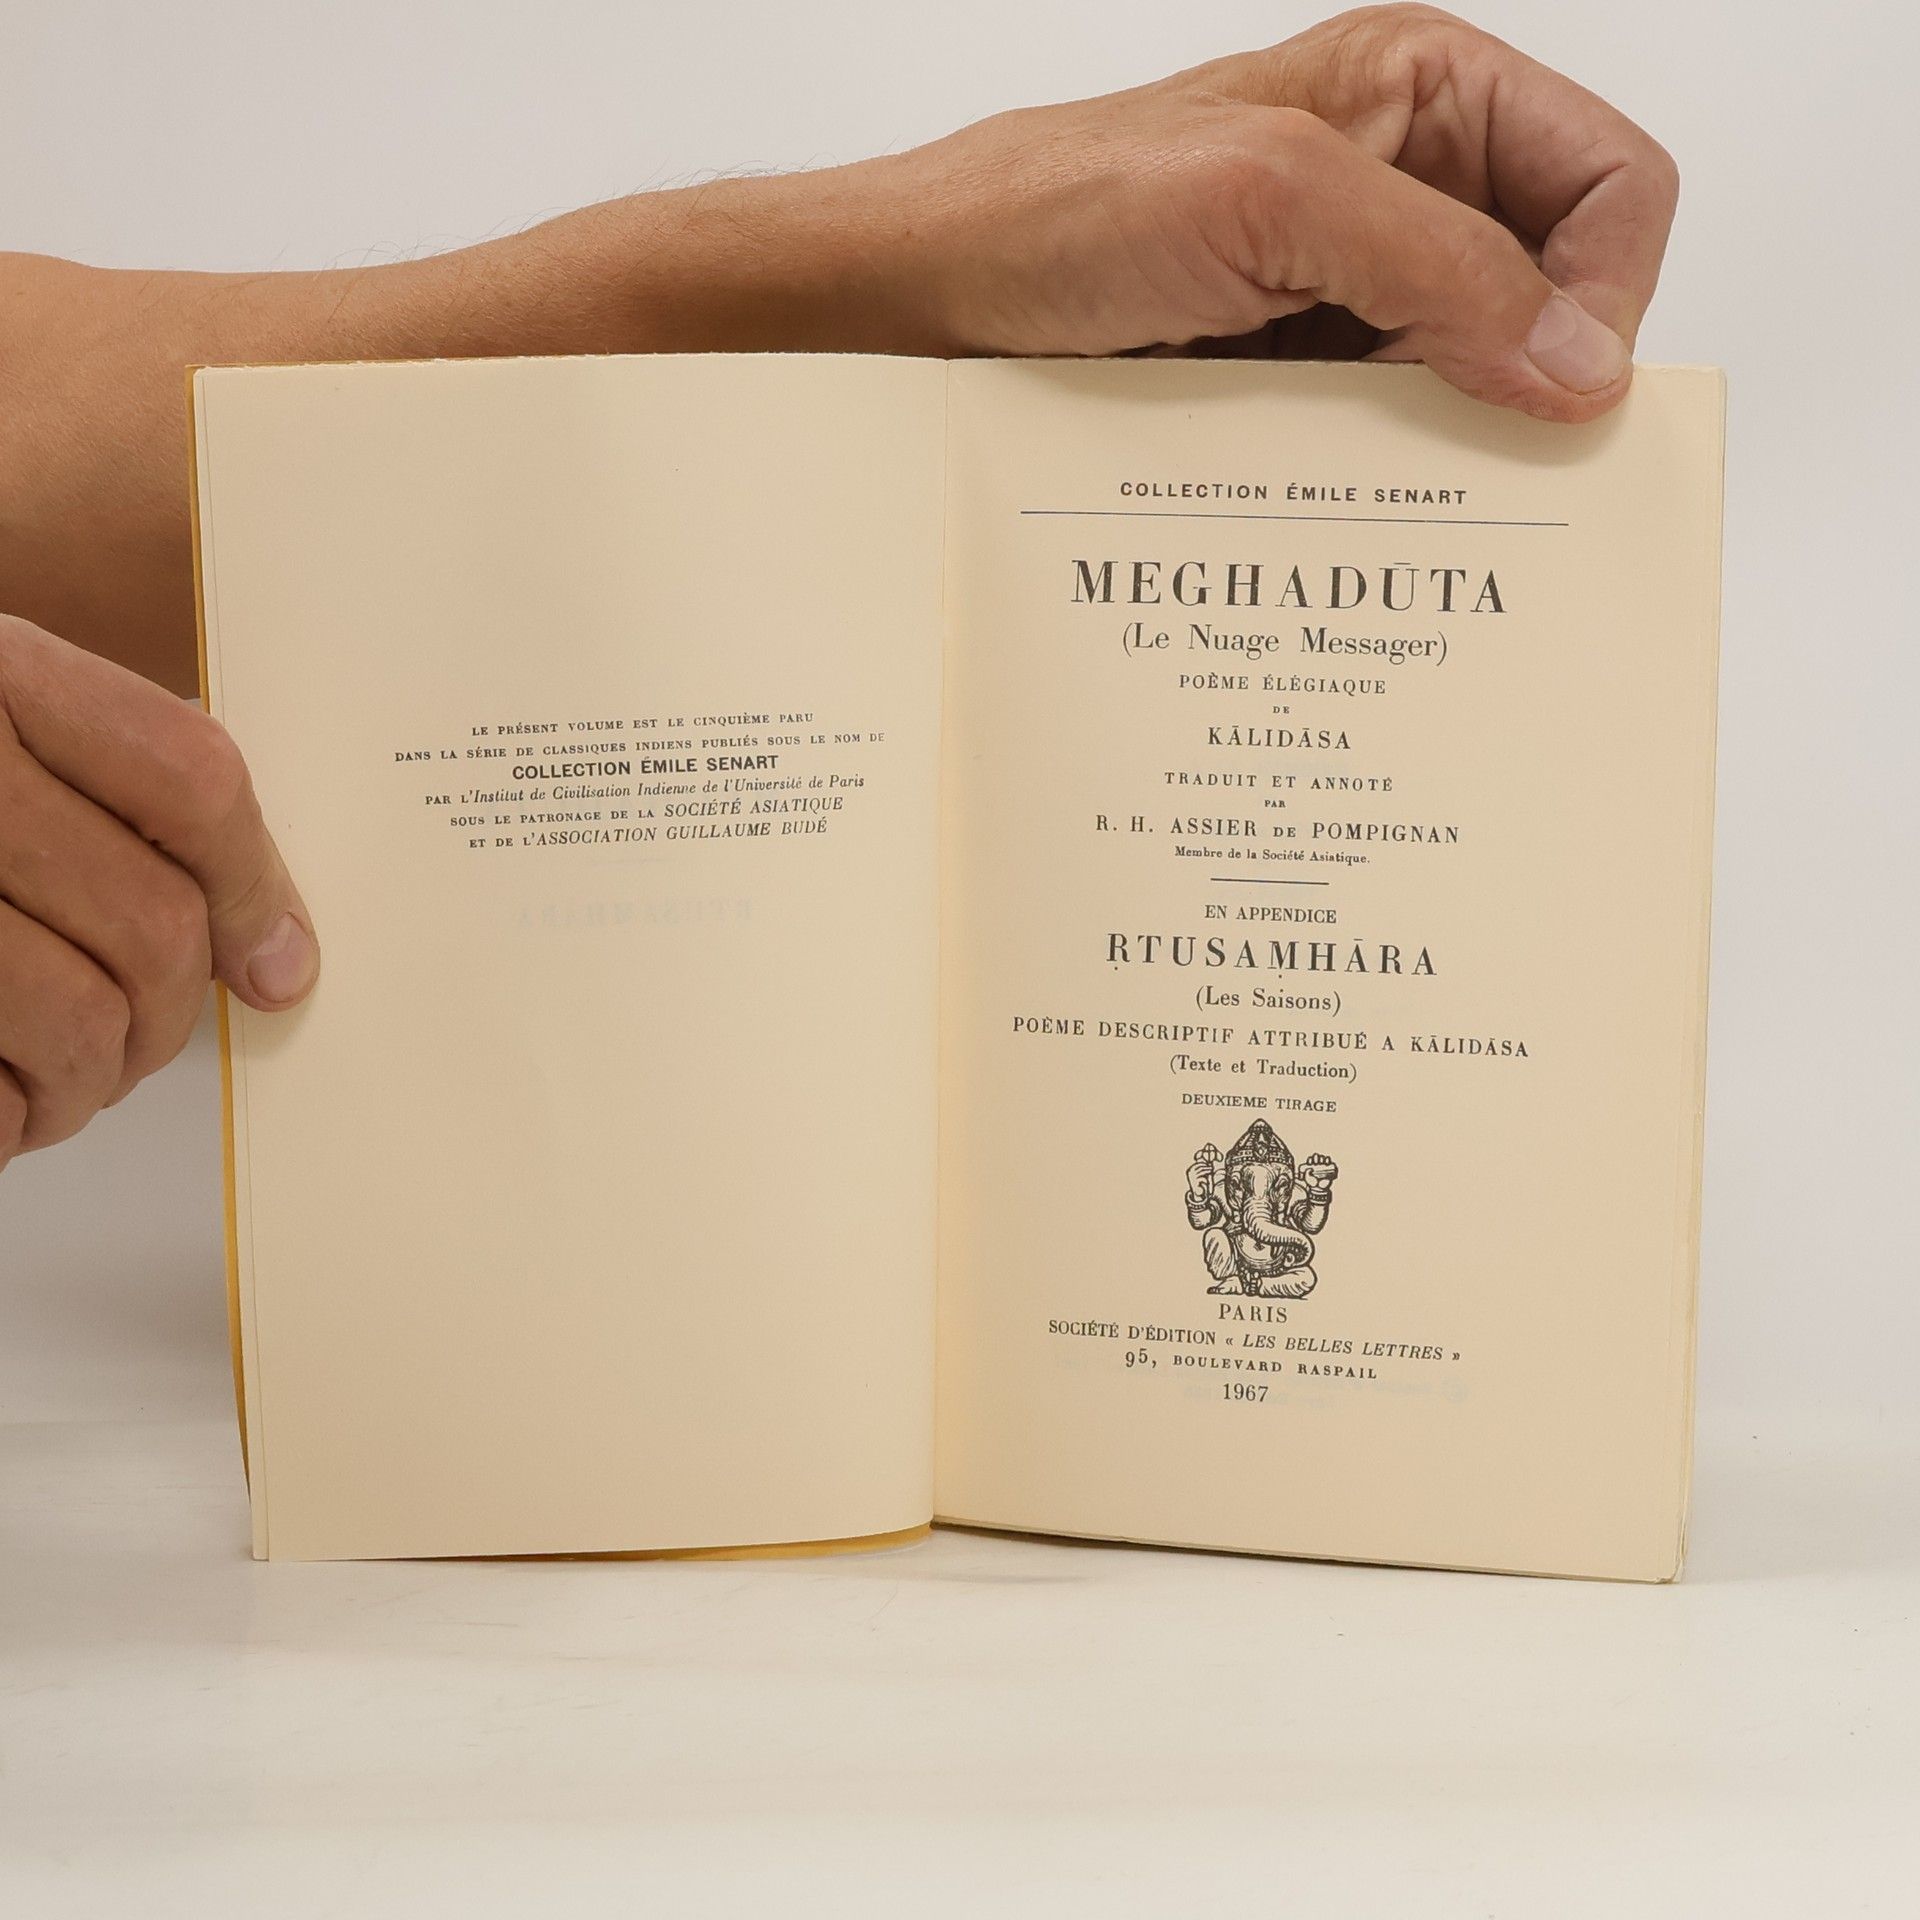 LE PRÉSENT VOLUME EST LE CINQUIÈME PARU
DANS LA SÉRIE DE CLASSIQUES INDIENS PUBLIÉS SOUS LE NOM DE
COLLECTION ÉMILE SENART
PAR L'Institut de Civilisation Indienne de l'Université de Paris
SOUS LE PATRONAGE DE LA SOCIÉTÉ ASIATIQUE
ET DE L'ASSOCIATION GUILLAUME BUDÉ
COLLECTION ÉMILE SENART
MEGHADŪTA
(Le Nuage Messager)
POÈME ÉLÉGIAQUE
DE
KĀLIDĀSA
TRADUIT ET ANNOTÉ
PAR
R. H. ASSIER DE POMPIGNAN
Membre de la Société Asiatique.
EN APPENDICE
ṚTUSAṂHĀRA
(Les Saisons)
POÈME DESCRIPTIF ATTRIBUÉ A KĀLIDĀSA
(Texte et Traduction)
DEUXIEME TIRAGE
PARIS
SOCIÉTÉ D'ÉDITION « LES BELLES LETTRES »
95, BOULEVARD RASPAIL
1967